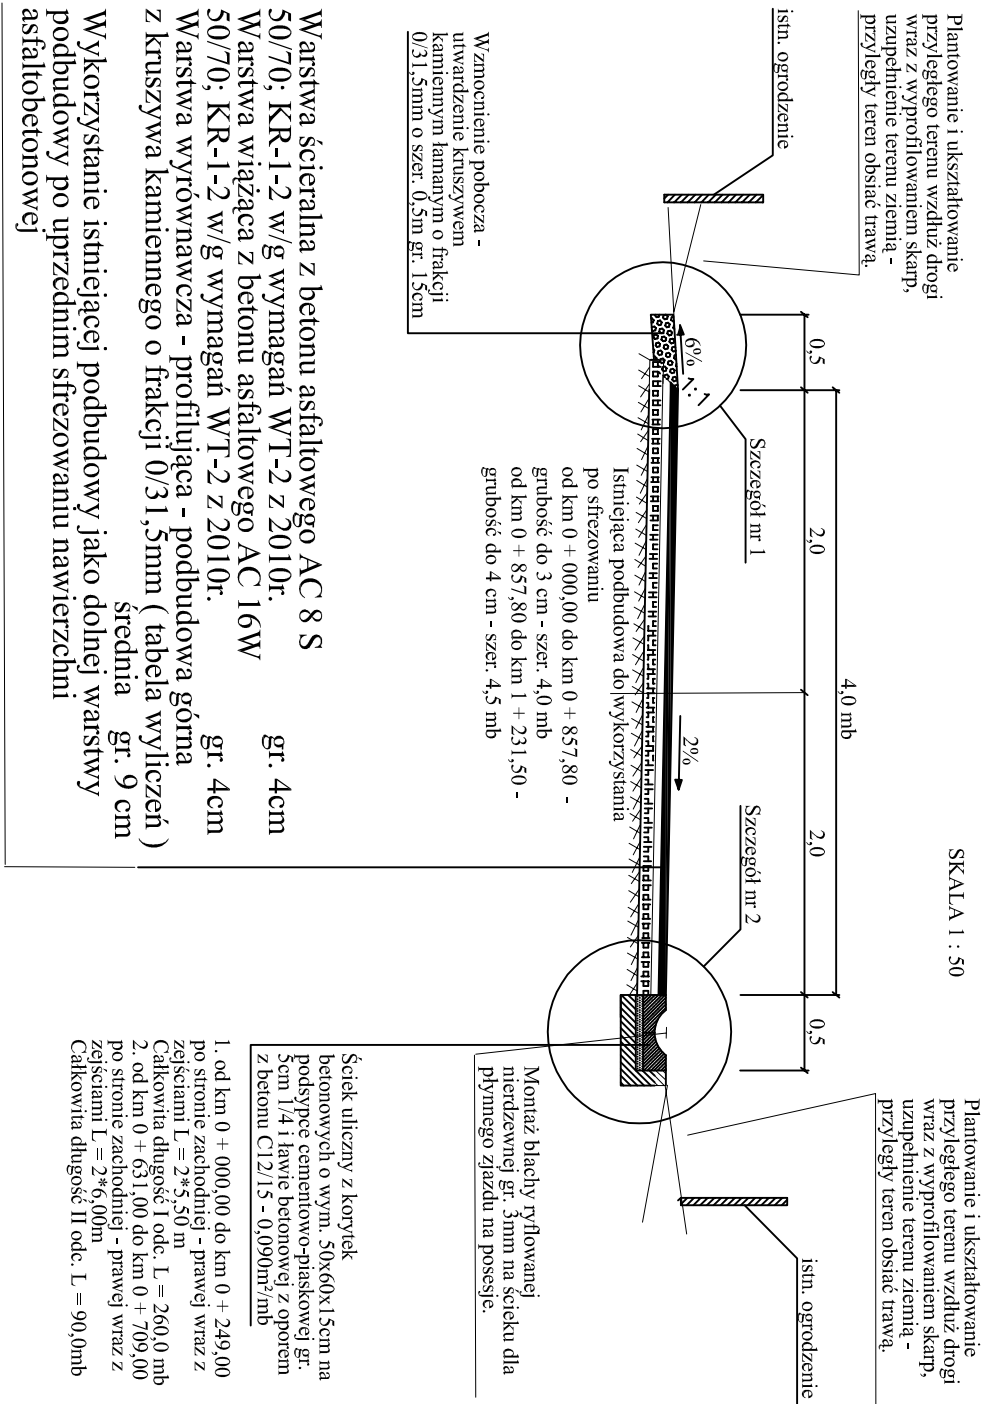 SKALA 1 : 50
Plantowanie i ukształtowanie
przyległego terenu wzdłuż drogi
wraz z wyprofilowaniem skarp,
uzupełnienie terenu ziemią -
przyległy teren obsiać trawą.
istn. ogrodzenie
Plantowanie i ukształtowanie
przyległego terenu wzdłuż drogi
wraz z wyprofilowaniem skarp,
uzupełnienie terenu ziemią -
przyległy teren obsiać trawą.
istn. ogrodzenie
4,0 mb
0,5
2,0
2,0
0,5
Szczegół nr 1
Szczegół nr 2
6%
1:1
2%
Istniejąca podbudowa do wykorzystania
po sfrezowaniu
od km 0 + 000,00 do km 0 + 857,80 -
grubość do 3 cm - szer. 4,0 mb
od km 0 + 857,80 do km 1 + 231,50 -
grubość do 4 cm - szer. 4,5 mb
Wzmocnienie pobocza -
utwardzenie kruszywem
kamiennym łamanym o frakcji
0/31,5mm o szer. 0,5m gr. 15cm
Montaż blachy ryflowanej
nierdzewnej gr. 3mm na ścieku dla
płynnego zjazdu na posesje.
Ściek uliczny z korytek
betonowych o wym. 50x60x15cm na
podsypce cementowo-piaskowej gr.
5cm 1/4 i ławie betonowej z oporem
z betonu C12/15 - 0,090m²/mb
1. od km 0 + 000,00 do km 0 + 249,00
po stronie zachodniej - prawej wraz z
zejściami L = 2*5,50 m
Całkowita długość I odc. L = 260,0 mb
2. od km 0 + 631,00 do km 0 + 709,00
po stronie zachodniej - prawej wraz z
zejściami L = 2*6,00m
Całkowita długość II odc. L = 90,0mb
Warstwa ścieralna z betonu asfaltowego AC 8 S
50/70; KR-1-2 w/g wymagań WT-2 z 2010r. gr. 4cm
Warstwa wiążąca z betonu asfaltowego AC 16W
50/70; KR-1-2 w/g wymagań WT-2 z 2010r. gr. 4cm
Warstwa wyrównawcza - profilująca - podbudowa górna
z kruszywa kamiennego o frakcji 0/31,5mm ( tabela wyliczeń )
średnia gr. 9 cm
Wykorzystanie istniejącej podbudowy jako dolnej warstwy
podbudowy po uprzednim sfrezowaniu nawierzchni
asfaltobetonowej